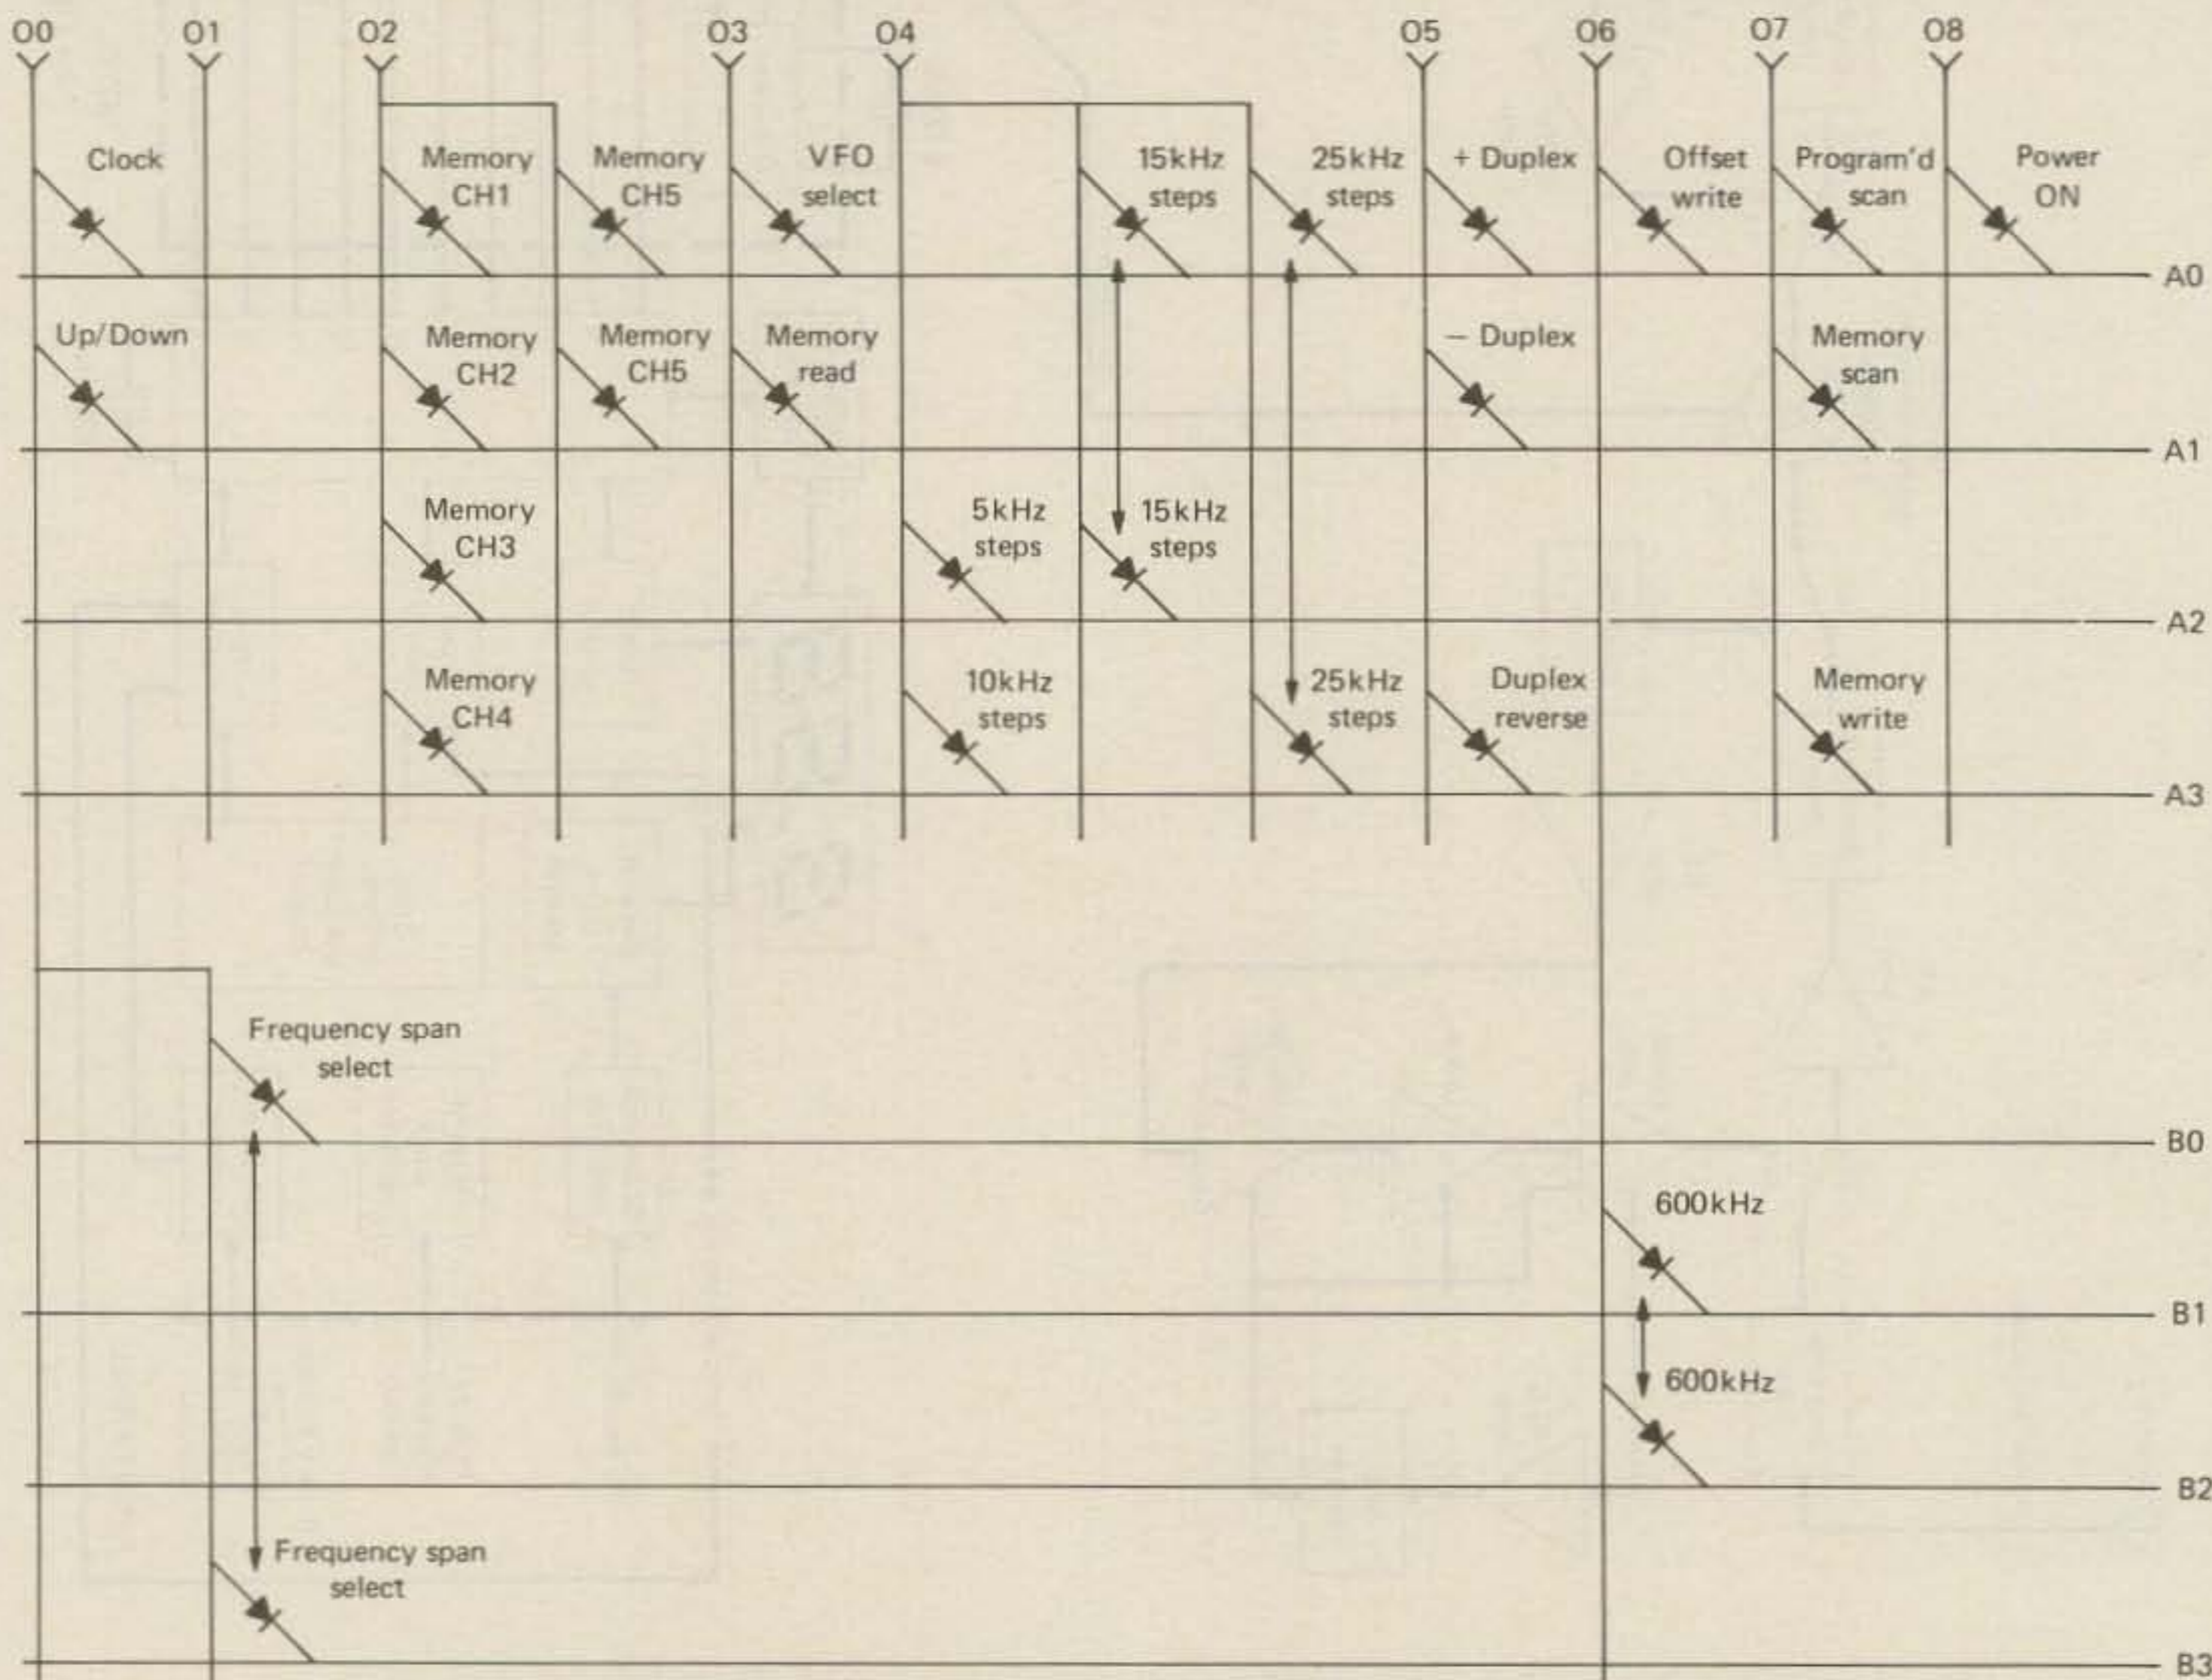 O0 O1 O2 O3 O4 O5 O6 O7 O8
Clock
Memory
CH1
Memory
CH5
VFO
select
15kHz
steps
25kHz
steps
+ Duplex
Offset
write
Program'd
scan
Power
ON
A0
Up/Down
Memory
CH2
Memory
CH5
Memory
read
— Duplex
Memory
scan
A1
Memory
CH3
5kHz
steps
15kHz
steps
A2
Memory
CH4
10kHz
steps
25kHz
steps
Duplex
reverse
Memory
write
A3
Frequency span
select
B0
600kHz
B1
600kHz
B2
Frequency span
select
B3